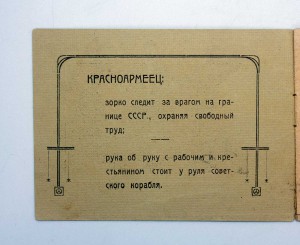 КРАСНОАРМЕЕЦ:
зорко следит за врагом на гра-
нице СССР., охраняя свободный
труд;
рука об руку с рабочим и кре-
стьянином стоит у руля совет-
ского корабля.